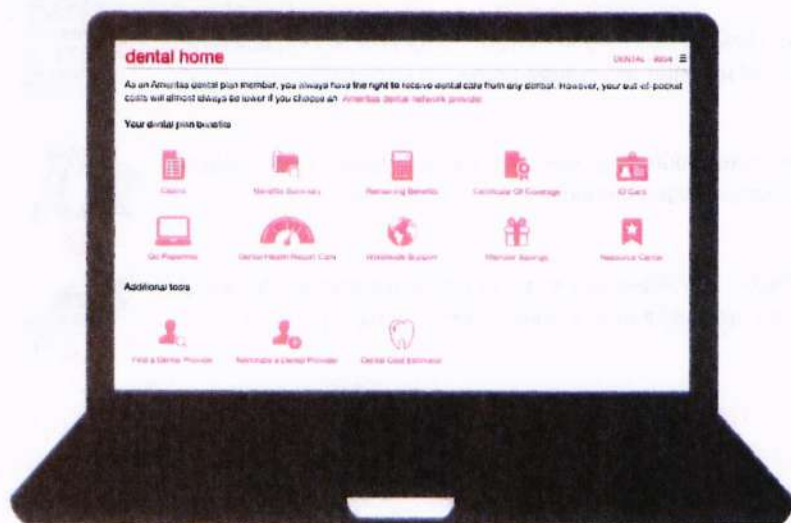 dental home
DENTAL
As an Ameritas dental plan member, you always have the right to receive dental care from any dentist. However, your out-of-pocket
costs will almost always be lower if you choose an Ameritas dental network provider.
Your dental plan benefits
Claims Benefits Summary Remaining Benefits Certificate Of Coverage ID Card
Go Paperless Dental Health Report Card Worldwide Support Member Savings Resource Center
Additional tools
Find a Dental Provider Nominate a Dental Provider Dental Cost Estimator